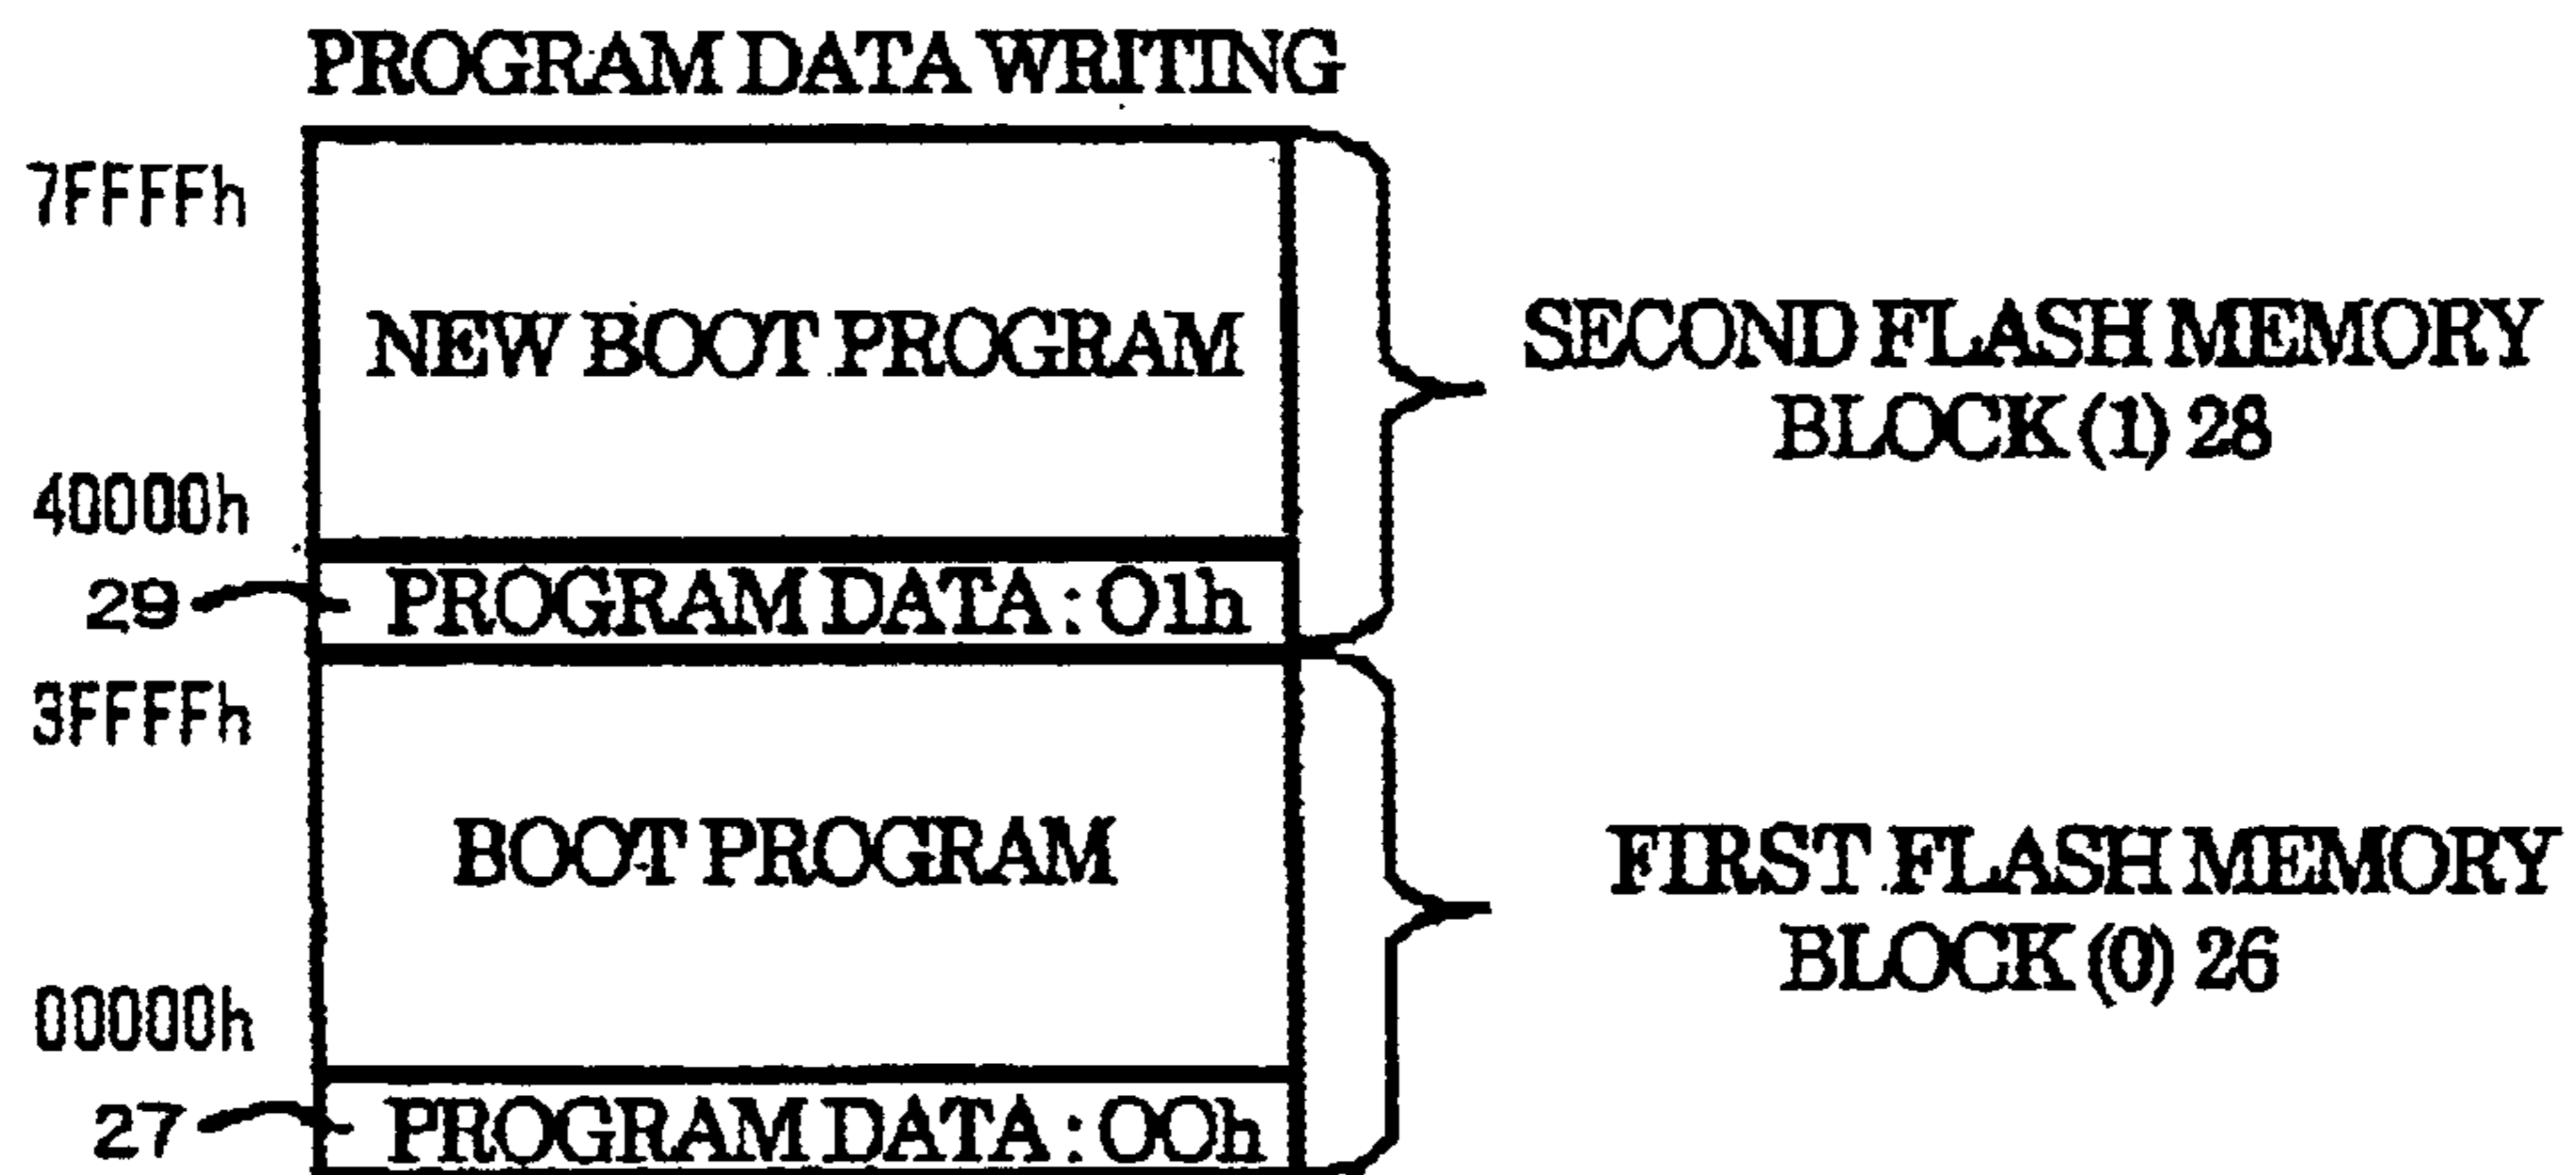 PROGRAM DATA WRITING
7FFFFh
NEW BOOT PROGRAM
SECOND FLASH MEMORY
BLOCK (1) 28
40000h
29
PROGRAM DATA : 01h
3FFFFh
BOOT PROGRAM
FIRST FLASH MEMORY
BLOCK (0) 26
00000h
27
PROGRAM DATA : 00h